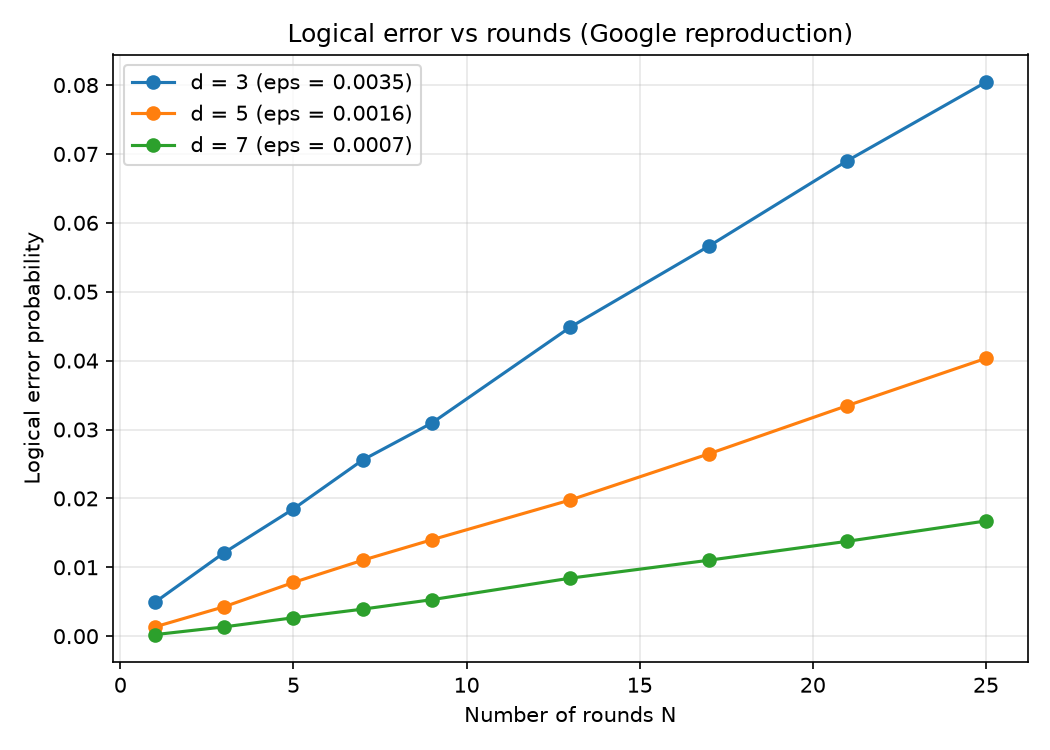 Logical error vs rounds (Google reproduction)
d = 3 (eps = 0.0035)
d = 5 (eps = 0.0016)
d = 7 (eps = 0.0007)
Logical error probability
0.08
0.07
0.06
0.05
0.04
0.03
0.02
0.01
0.00
0 5 10 15 20 25
Number of rounds N